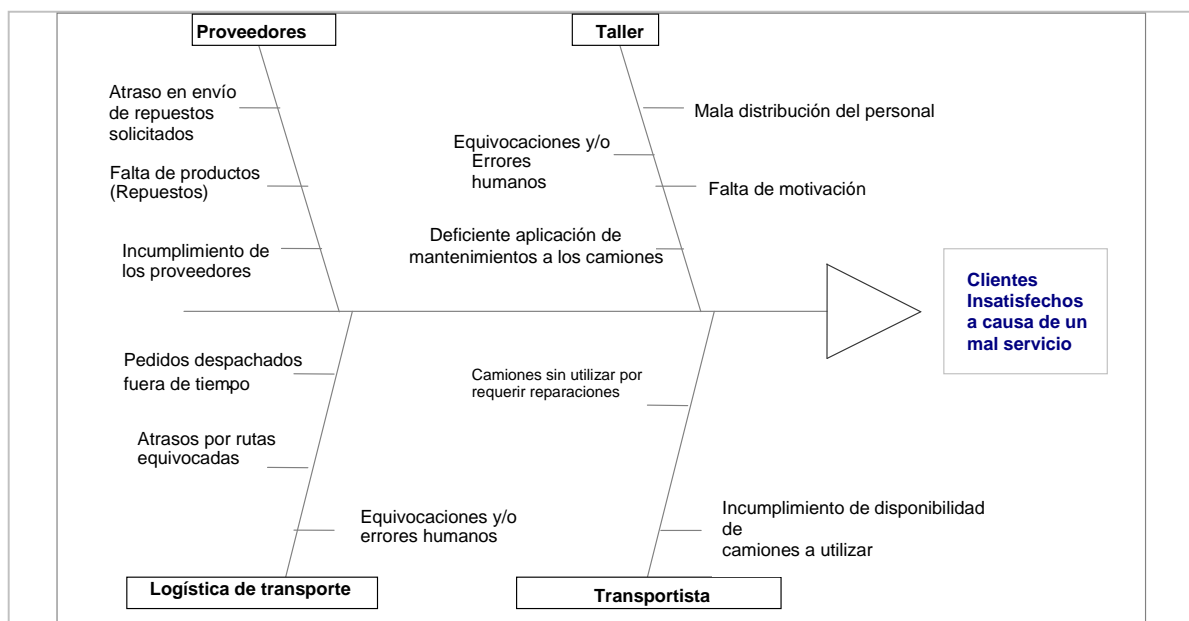 Proveedores
Taller
Atraso en envío
de repuestos
solicitados
Mala distribución del personal
Equivocaciones y/o
Errores
humanos
Falta de productos
(Repuestos)
Falta de motivación
Deficiente aplicación de
mantenimientos a los camiones
Incumplimiento de
los proveedores
Clientes
Insatisfechos
a causa de un
mal servicio
Pedidos despachados
fuera de tiempo
Camiones sin utilizar por
requerir reparaciones
Atrasos por rutas
equivocadas
Equivocaciones y/o
errores humanos
Incumplimiento de disponibilidad
de
camiones a utilizar
Logística de transporte
Transportista